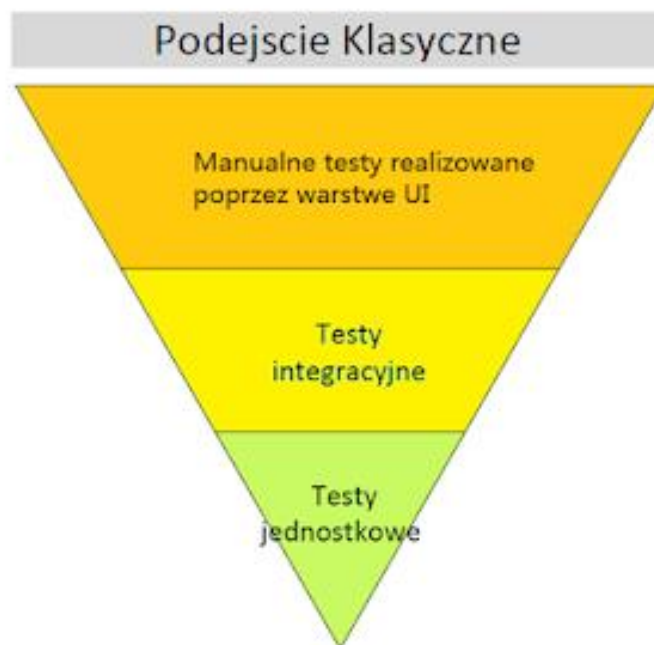 Podejscie Klasyczne
Manualne testy realizowane
poprzez warstwe UI
Testy
integracyjne
Testy
jednostkowe